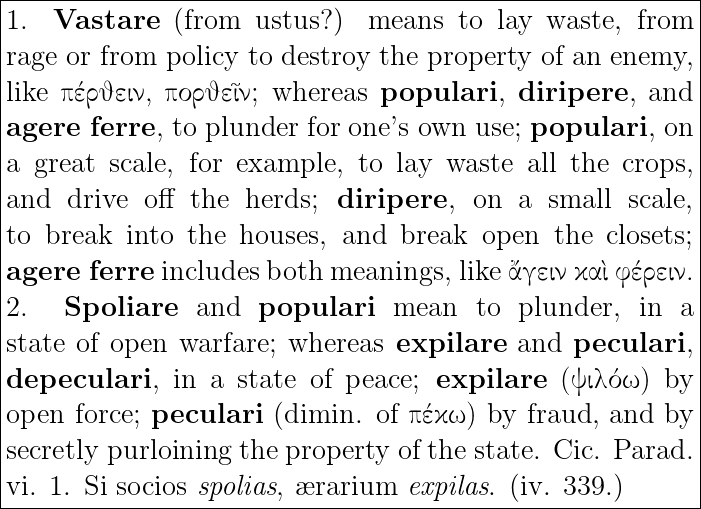 1. Vastare (from ustus?) means to lay waste, from
rage or from policy to destroy the property of an enemy,
like πέρθειν, πορθεῖν; whereas populari, diripere, and
agere ferre, to plunder for one's own use; populari, on
a great scale, for example, to lay waste all the crops,
and drive off the herds; diripere, on a small scale,
to break into the houses, and break open the closets;
agere ferre includes both meanings, like ἄγειν καὶ φέρειν.
2. Spoliare and populari mean to plunder, in a
state of open warfare; whereas expilare and peculari,
depeculari, in a state of peace; expilare (ψιλόω) by
open force; peculari (dimin. of πέκω) by fraud, and by
secretly purloining the property of the state. Cic. Parad.
vi. 1. Si socios spolias, ærarium expilas. (iv. 339.)